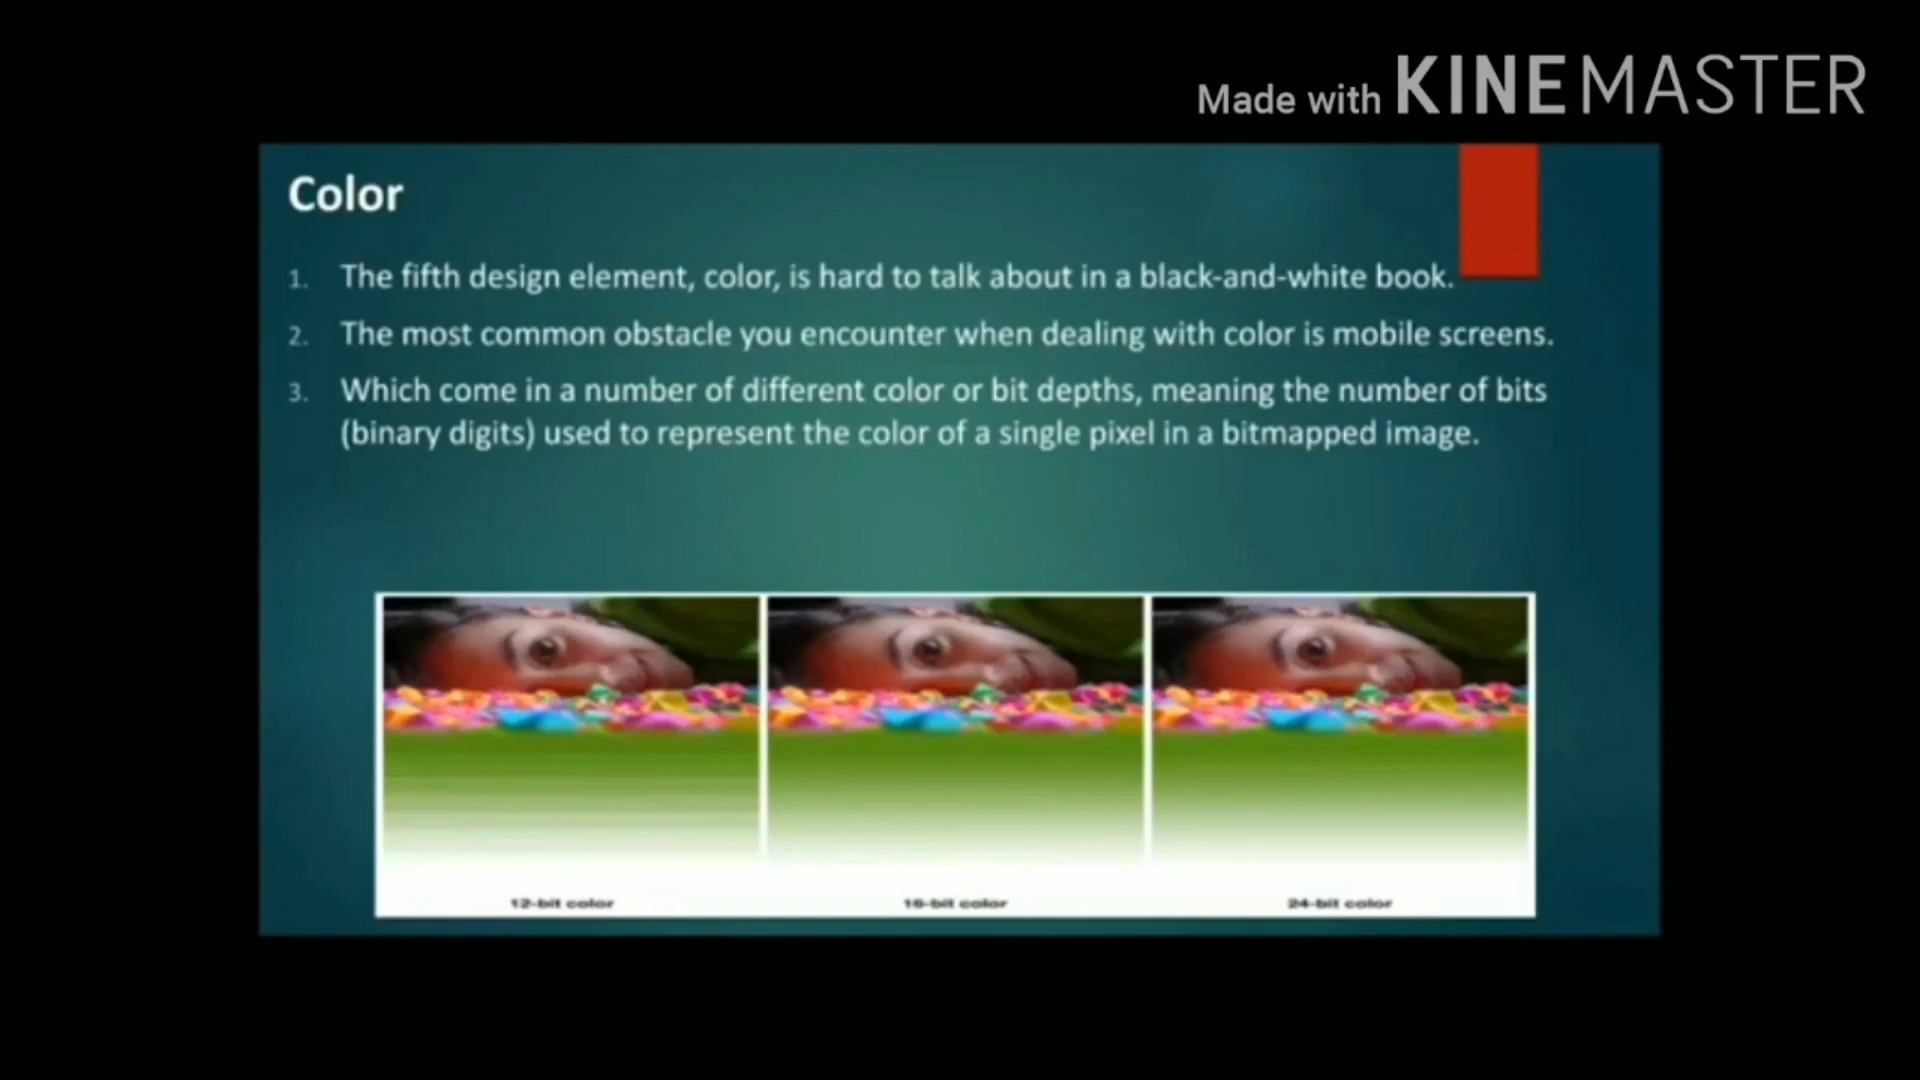 Made with KINEMASTER
Color
1. The fifth design element, color, is hard to talk about in a black-and-white book.
2. The most common obstacle you encounter when dealing with color is mobile screens.
3. Which come in a number of different color or bit depths, meaning the number of bits
(binary digits) used to represent the color of a single pixel in a bitmapped image.
12-bit color 16-bit color 24-bit color